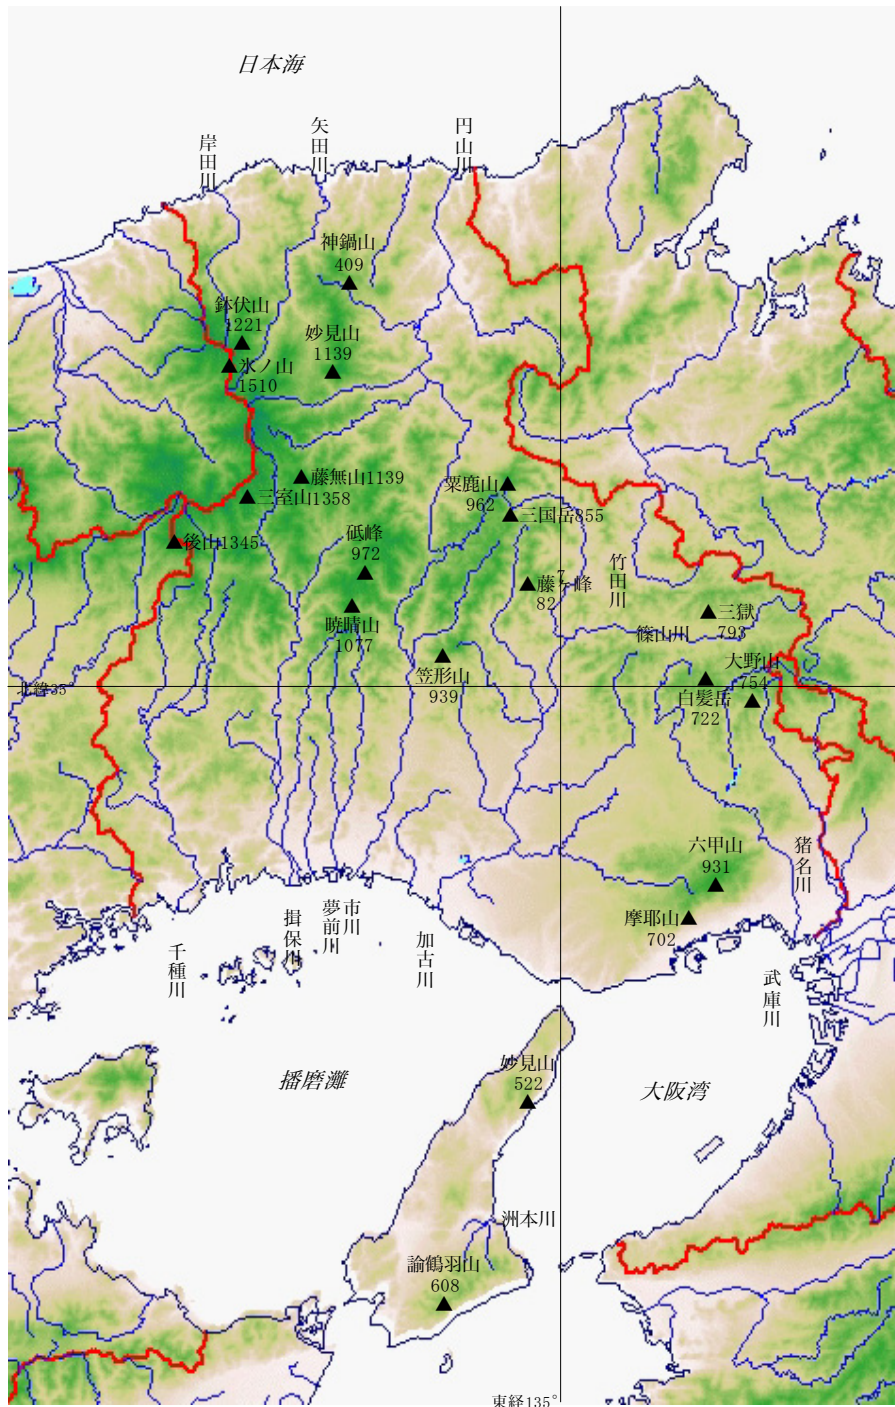 日本海
岸田川
矢田川
円山川
神鍋山
409
鉢伏山
1221
妙見山
1139
氷ノ山
1510
藤無山1139
三室山1358
粟鹿山
962
三国岳855
後山1345
砥峰
972
7
藤ヶ峰
82
竹田川
暁晴山
1077
三獄
793
篠山川
笠形山
939
大野山
754
北緯35°
白髪岳
722
六甲山
931
猪名川
摩耶山
702
千種川
揖保川
夢前川
市川
加古川
武庫川
妙見山
522
播磨灘
大阪湾
洲本川
諭鶴羽山
608
東経135°